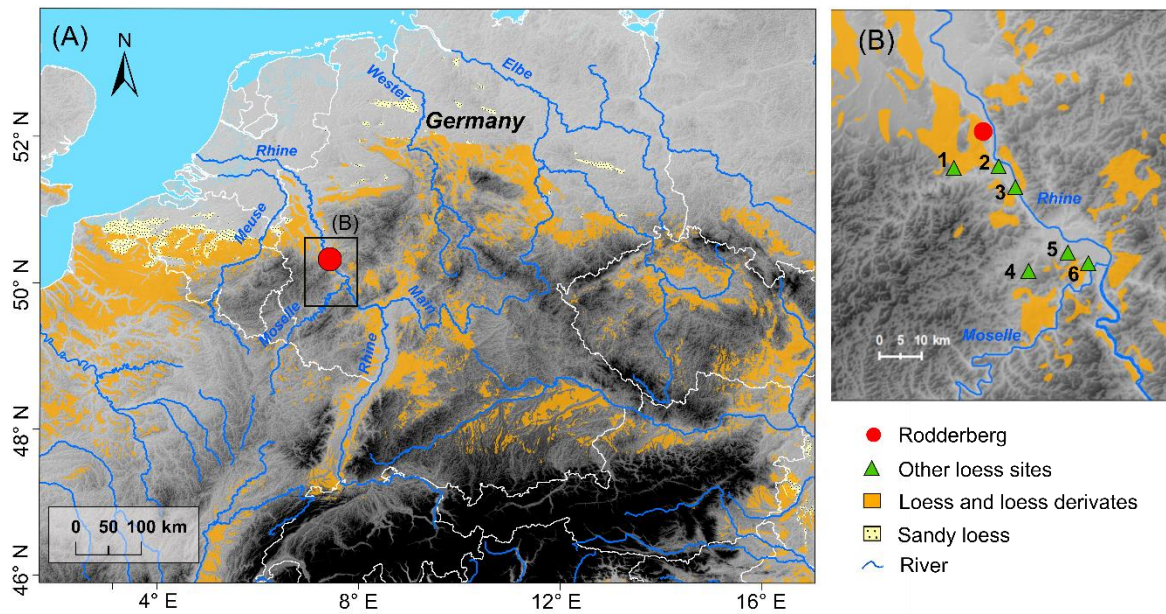 (A)
N
Wester
Elbe
Germany
Rhine
Meuse
(B)
Moselle
Main
Rhine
52° N
50° N
48° N
46° N
0 50 100 km
4° E
8° E
12° E
16° E
(B)
1
2
3
Rhine
4
5
6
0 5 10 km
Moselle
Rodderberg
Other loess sites
Loess and loess derivates
Sandy loess
River